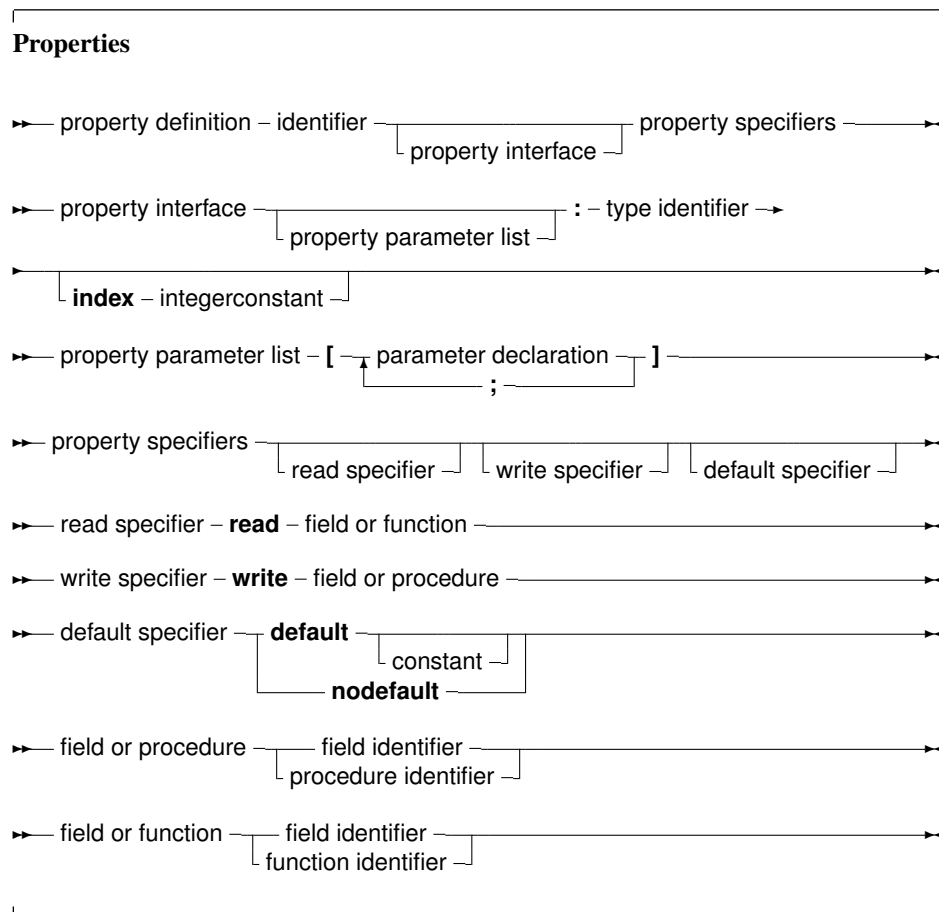 Properties
property definition – identifier property specifiers
property interface
property interface : – type identifier
property parameter list
index – integerconstant
property parameter list – [ parameter declaration ]
;
property specifiers
read specifier write specifier default specifier
read specifier – read – field or function
write specifier – write – field or procedure
default specifier default
constant
nodefault
field or procedure field identifier
procedure identifier
field or function field identifier
function identifier